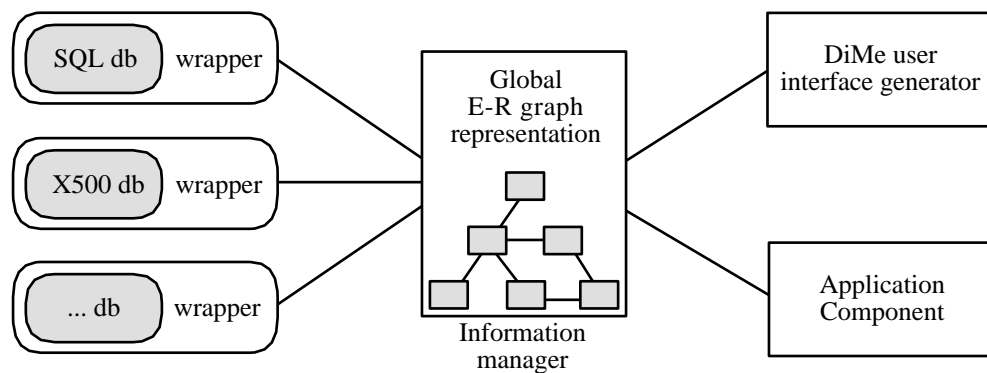 SQL db
wrapper
X500 db
wrapper
... db
wrapper
Global
E-R graph
representation
Information
manager
DiMe user
interface generator
Application
Component